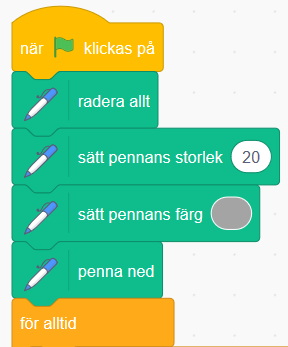 när klickas på
radera allt
sätt pennans storlek 20
sätt pennans färg
penna ned
för alltid